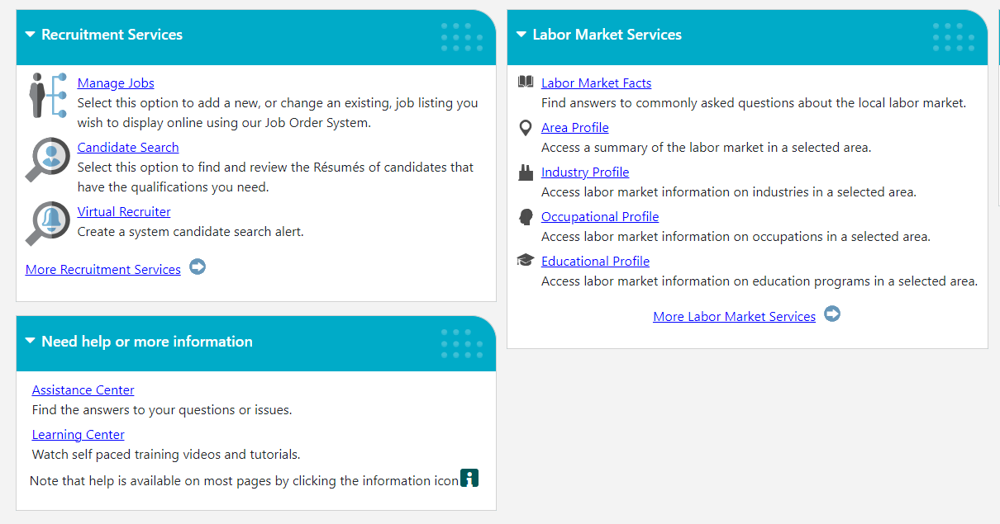 Recruitment Services
Manage Jobs
Select this option to add a new, or change an existing, job listing you
wish to display online using our Job Order System.
Candidate Search
Select this option to find and review the Résumés of candidates that
have the qualifications you need.
Virtual Recruiter
Create a system candidate search alert.
More Recruitment Services
Need help or more information
Assistance Center
Find the answers to your questions or issues.
Learning Center
Watch self paced training videos and tutorials.
Note that help is available on most pages by clicking the information icon
Labor Market Services
Labor Market Facts
Find answers to commonly asked questions about the local labor market.
Area Profile
Access a summary of the labor market in a selected area.
Industry Profile
Access labor market information on industries in a selected area.
Occupational Profile
Access labor market information on occupations in a selected area.
Educational Profile
Access labor market information on education programs in a selected area.
More Labor Market Services